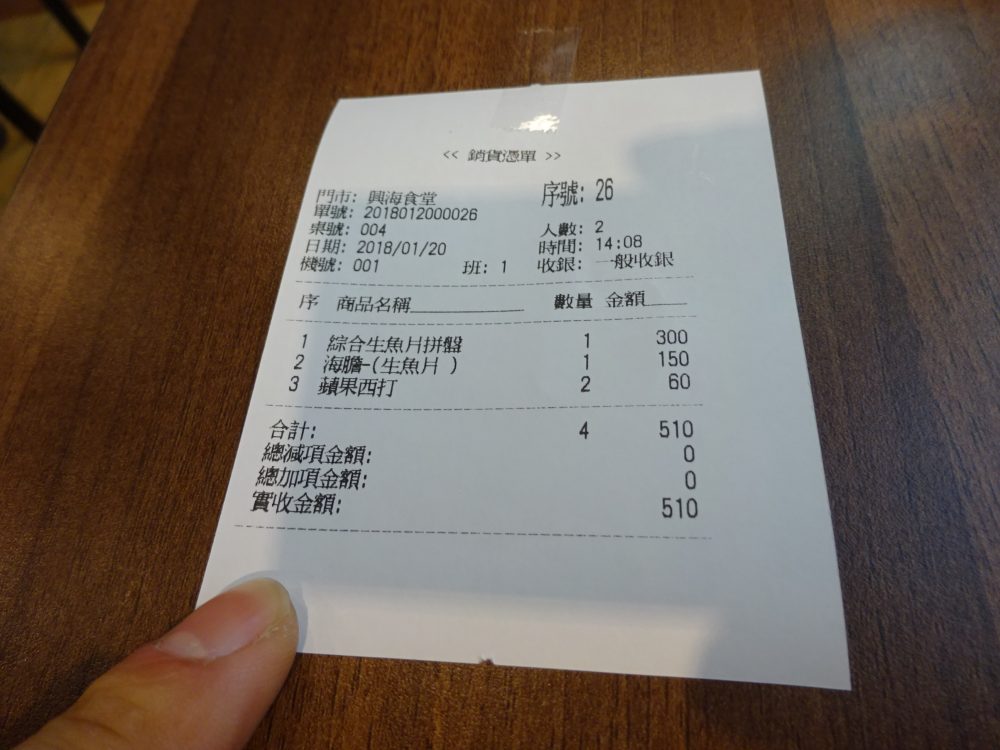 << 銷貨憑單 >>
門市: 興海食堂 序號: 26
單號: 2018012000026
桌號: 004 人數: 2
日期: 2018/01/20 時間: 14:08
機號: 001 班: 1 收銀: 一般收銀
序 商品名稱 數量 金額
1 綜合生魚片拼盤 1 300
2 海膽-(生魚片 ) 1 150
3 蘋果西打 2 60
合計: 4 510
總減項金額: 0
總加項金額: 0
實收金額: 510